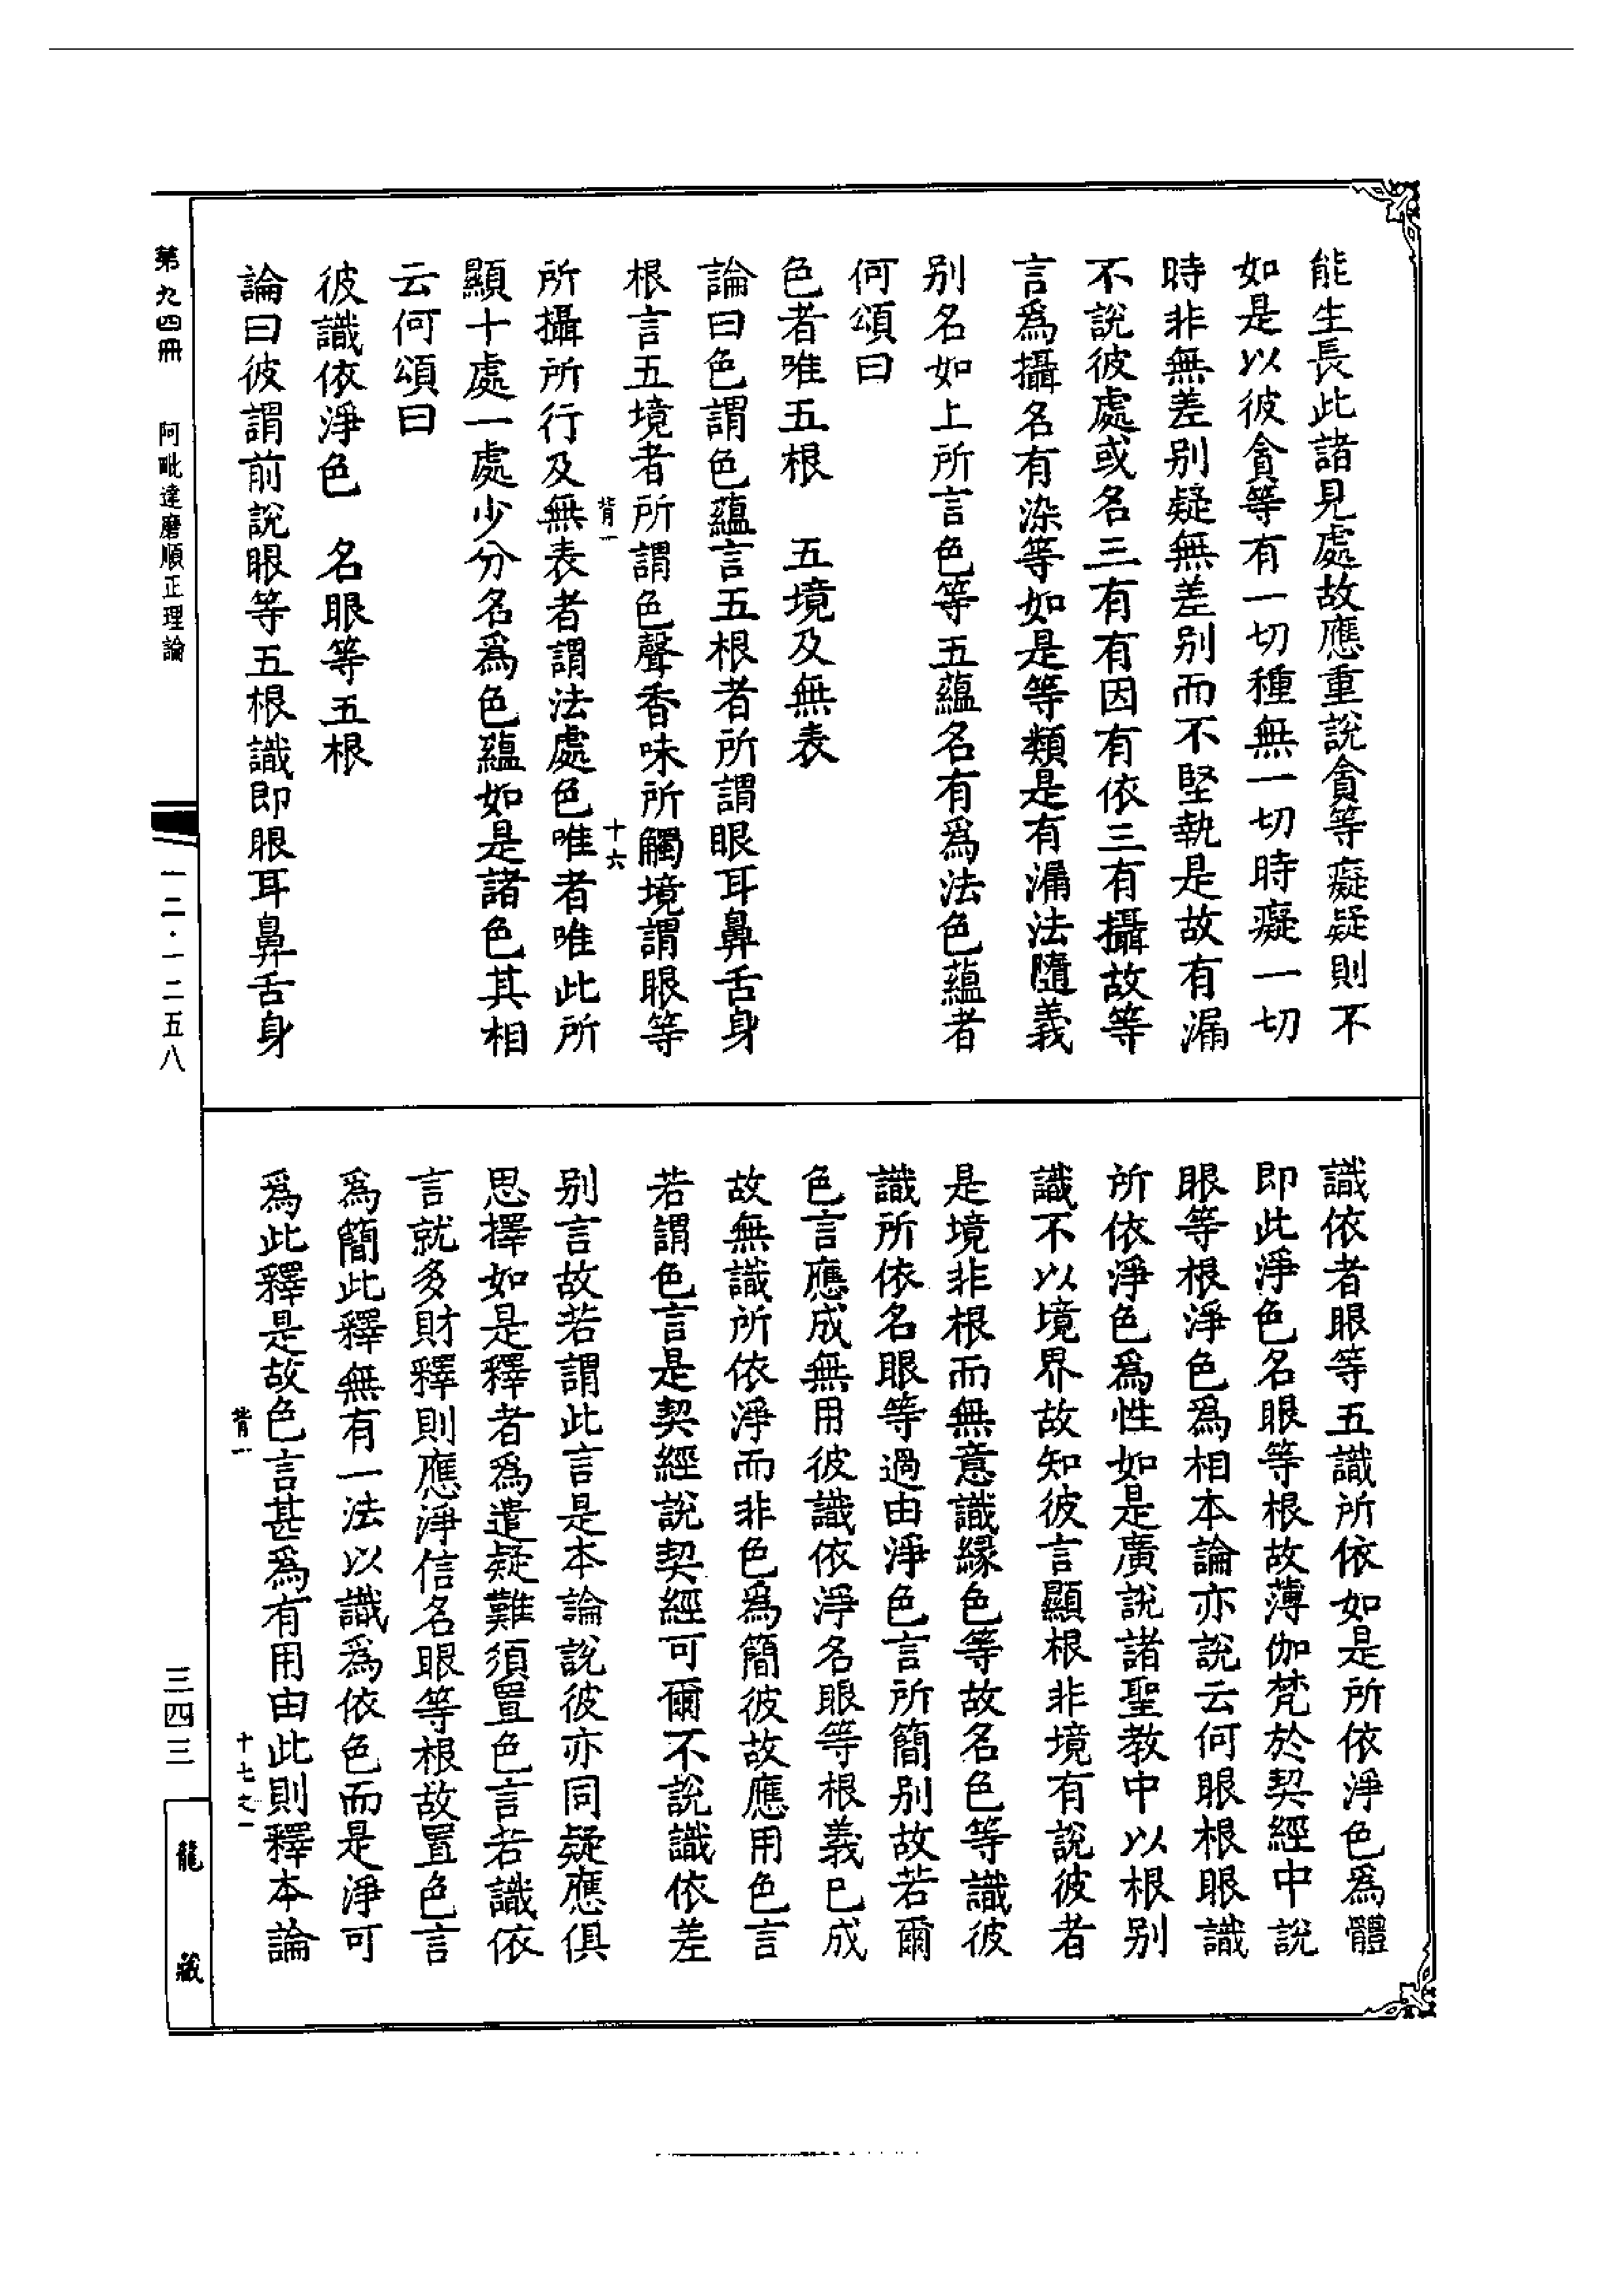 能生長此諸見處故應重說貪等癡疑則不
如是以彼貪等有一切種無一切時癡一切
時非無差別疑無差別而不堅執是故有漏
不說彼處或名三有有因有依三有攝故等
言爲攝名有染等如是等類是有漏法隨義
別名如上所言色等五蘊名有爲法色蘊者
何頌曰
色者唯五根　五境及無表
論曰色謂色蘊言五根者所謂眼耳鼻舌身
根言五境者所謂色聲香味所觸境謂眼等
背一　十六
所攝所行及無表者謂法處色唯者唯此所
顯十處一處少分名爲色蘊如是諸色其相
云何頌曰
彼識依淨色　名眼等五根
論曰彼謂前說眼等五根識即眼耳鼻舌身
識依者眼等五識所依如是所依淨色爲體
即此淨色名眼等根故薄伽梵於契經中說
眼等根淨色爲相本論亦說云何眼根眼識
所依淨色爲性如是廣說諸聖教中以根別
識不以境界故知彼言顯根非境有說彼者
是境非根而無意識緣色等故名色等識彼
識所依名眼等過由淨色言所簡別故若爾
色言應成無用彼識依淨名眼等根義已成
故無識所依淨而非色爲簡彼故應用色言
若謂色言是契經說契經可爾不說識依差
別言故若謂此言是本論說彼亦同疑應俱
思擇如是釋者爲遣疑難須置色言若識依
言就多財釋則應淨信名眼等根故置色言
爲簡此釋無有一法以識爲依色而是淨可
爲此釋是故色言甚爲有用由此則釋本論
背一　十七之一
第九四冊　阿毗達磨順正理論　一二·一二五八　三四三　龍藏